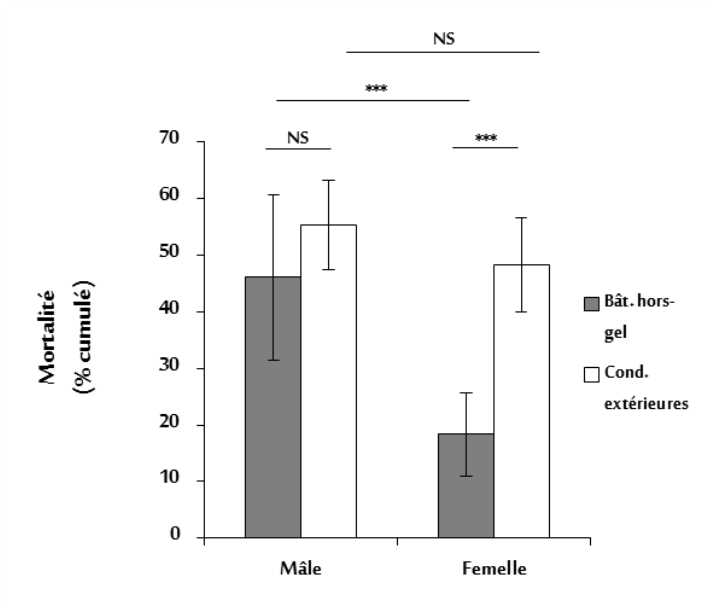 NS
***
NS
***
70
60
50
40
30
20
10
0
Mortalité
(% cumulé)
Mâle
Femelle
Bât. hors-
gel
Cond.
extérieures